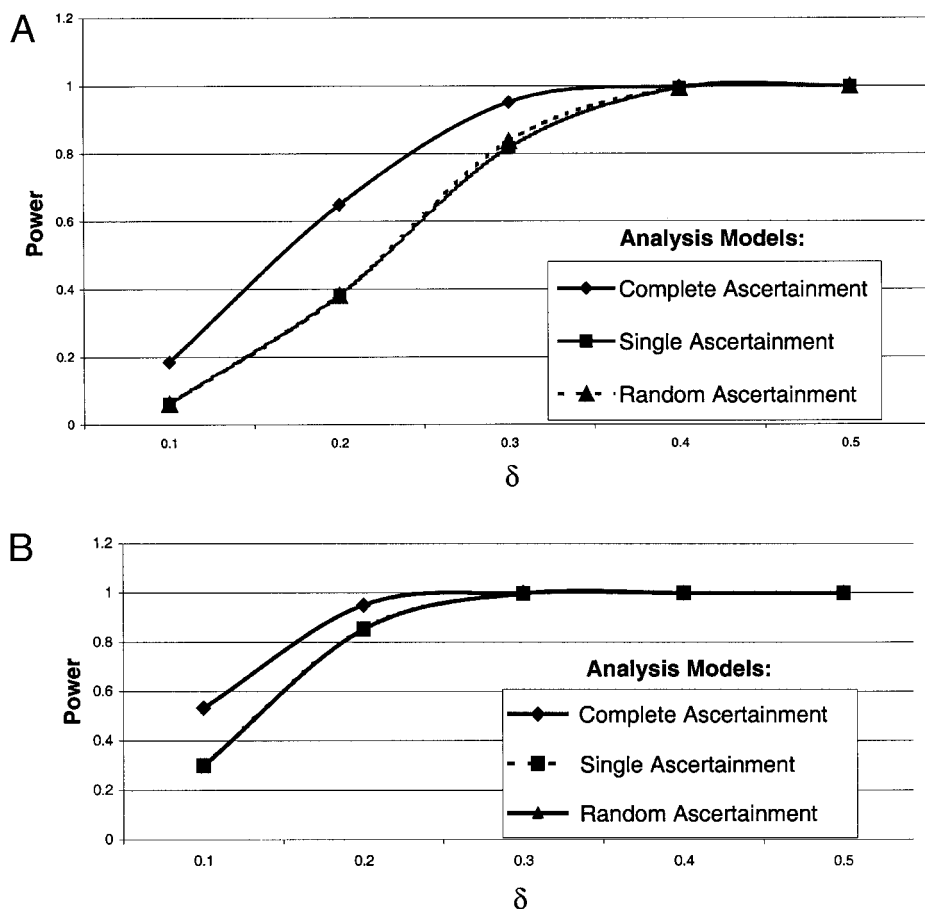 A
1.2
1
0.8
0.6
0.4
0.2
0
Power
Analysis Models:
Complete Ascertainment
Single Ascertainment
Random Ascertainment
0.1 0.2 0.3 0.4 0.5
δ
B
1.2
1
0.8
0.6
0.4
0.2
0
Power
Analysis Models:
Complete Ascertainment
Single Ascertainment
Random Ascertainment
0.1 0.2 0.3 0.4 0.5
δ